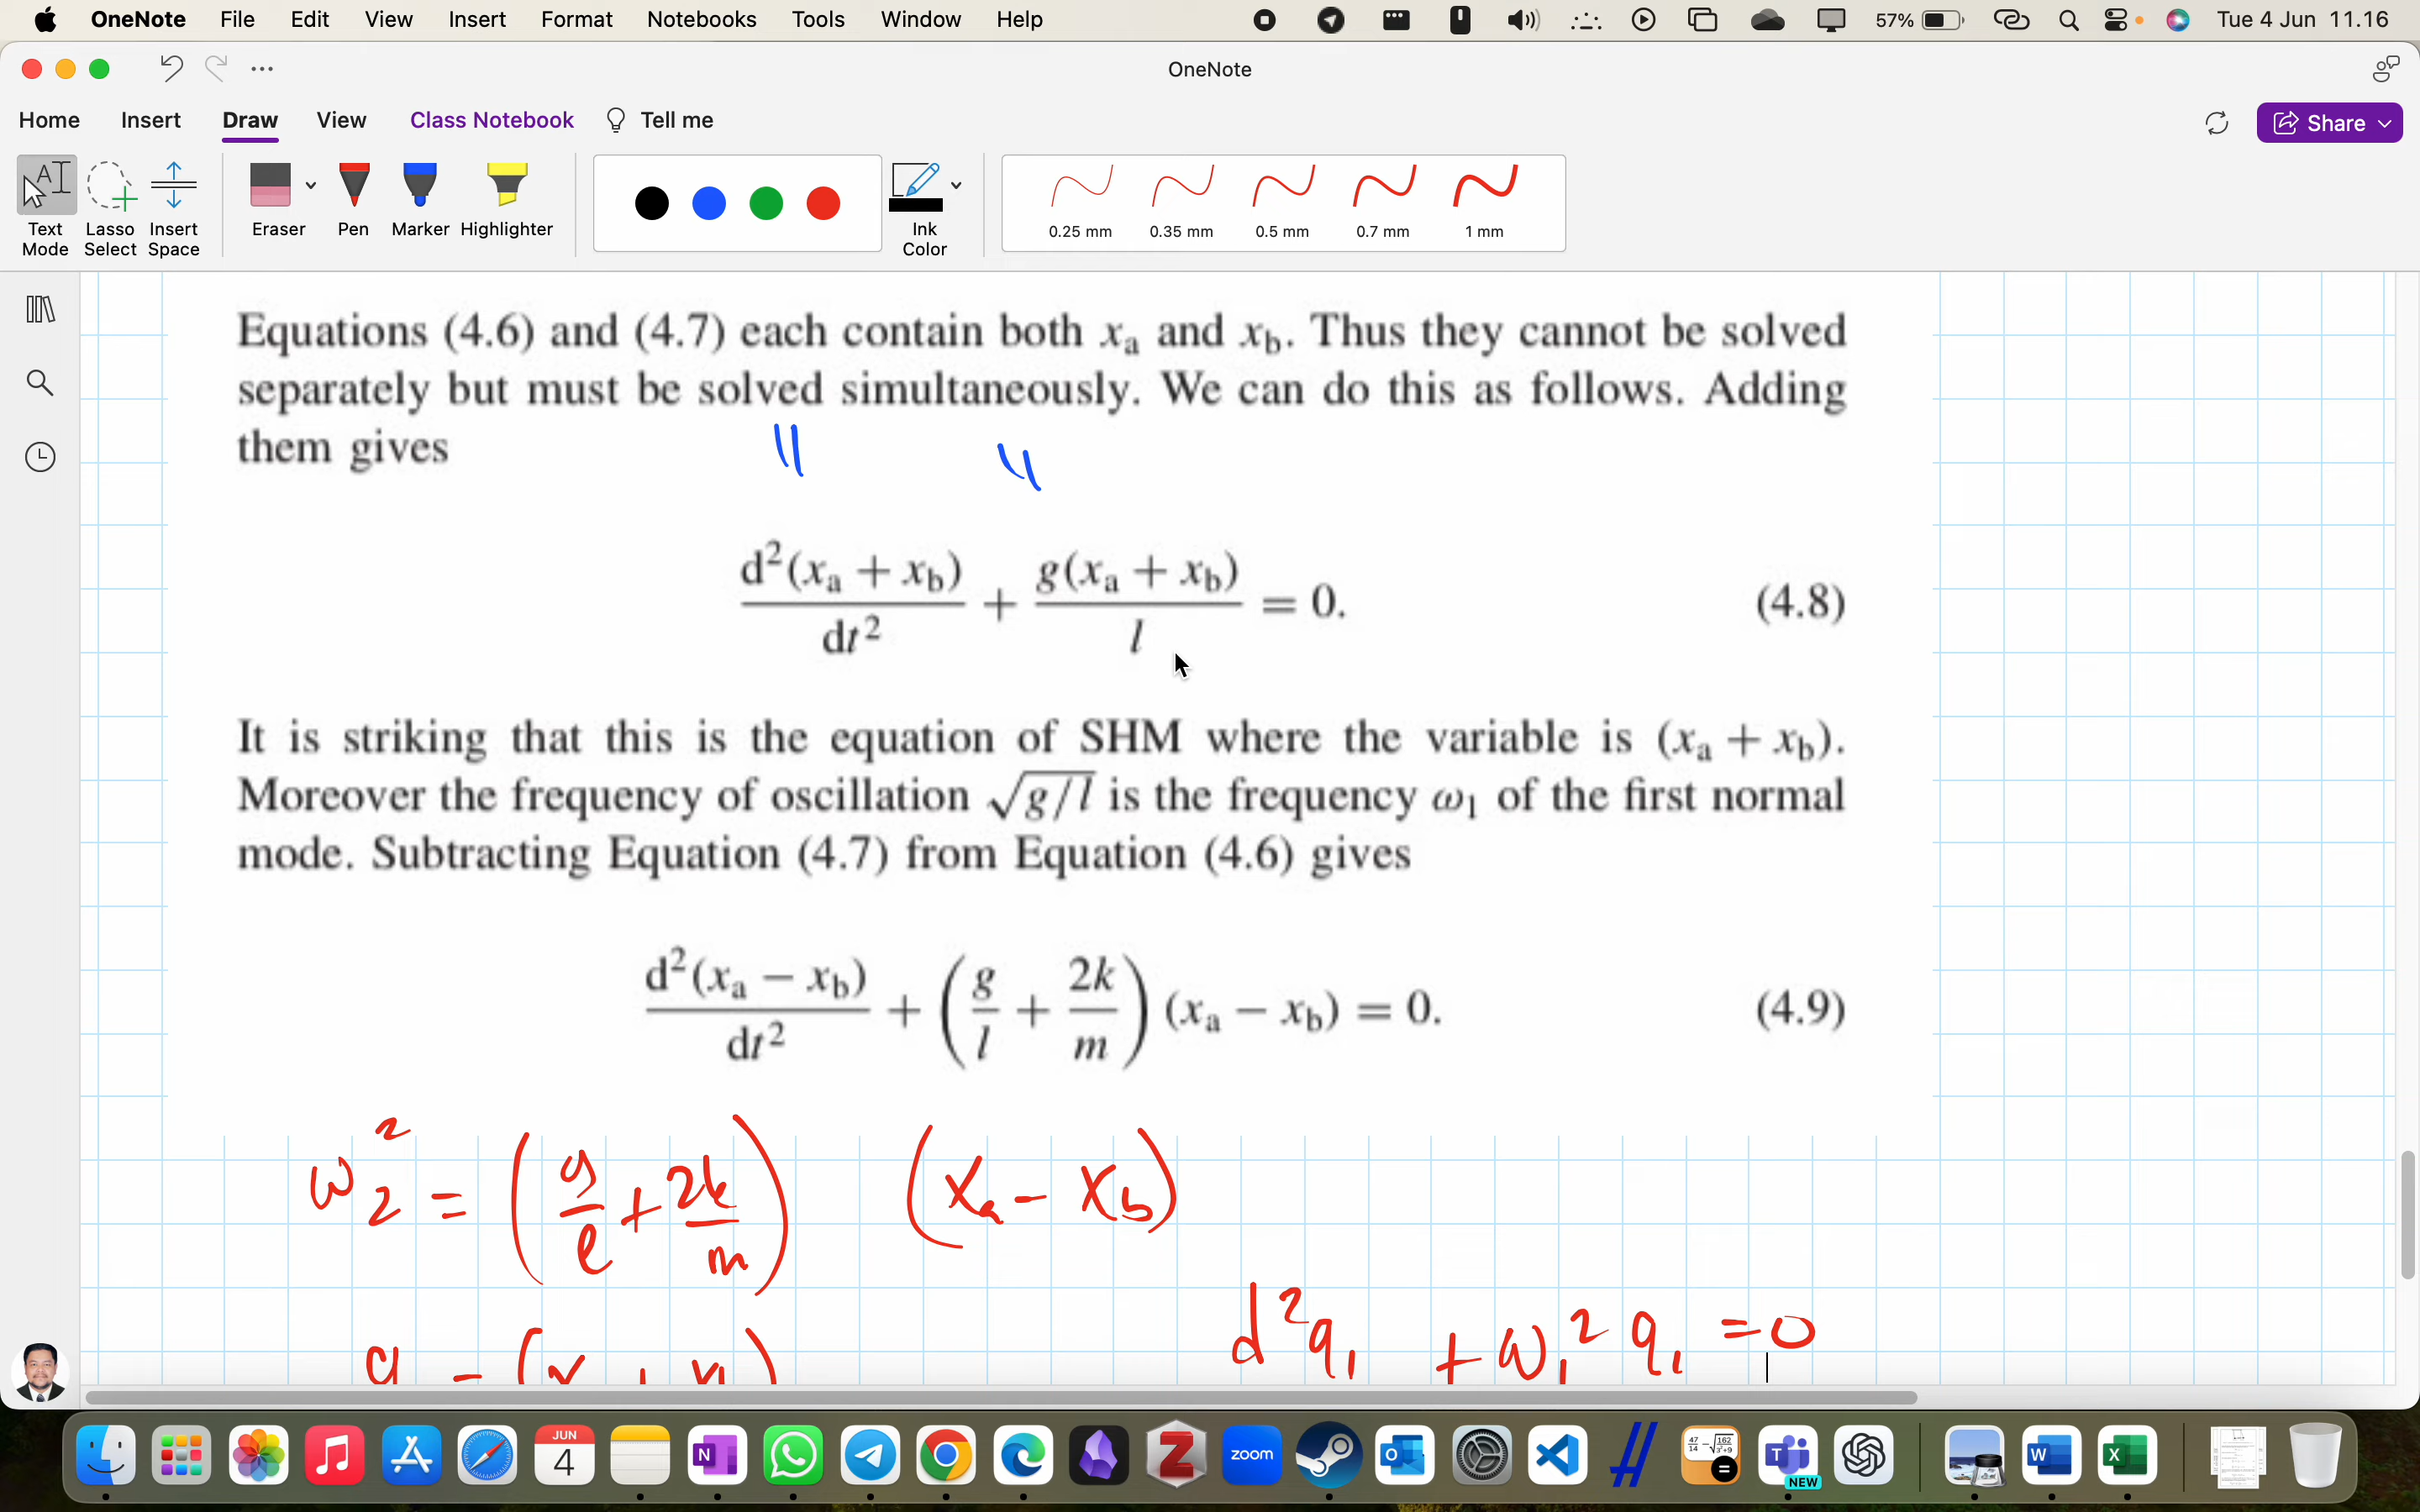 OneNote File Edit View Insert Format Notebooks Tools Window Help 57% Tue 4 Jun 11.16
OneNote
Home Insert Draw View Class Notebook Tell me Share
Text Mode
Lasso Select
Insert Space
Eraser
Pen
Marker
Highlighter
Ink Color
0.25 mm 0.35 mm 0.5 mm 0.7 mm 1 mm
Equations (4.6) and (4.7) each contain both xₐ and x_b. Thus they cannot be solved
separately but must be solved simultaneously. We can do this as follows. Adding
them gives
d²(xₐ + x_b)/dt² + g(xₐ + x_b)/l = 0. (4.8)
It is striking that this is the equation of SHM where the variable is (xₐ + x_b).
Moreover the frequency of oscillation √g/l is the frequency ω₁ of the first normal
mode. Subtracting Equation (4.7) from Equation (4.6) gives
d²(xₐ − x_b)/dt² + (g/l + 2k/m) (xₐ − x_b) = 0. (4.9)
ω₂² = (g/l + 2k/m) (xₐ − x_b)
d²q₁ + ω₁² q₁ = 0
JUN
4
N
zoom
O
T
NEW
W
X